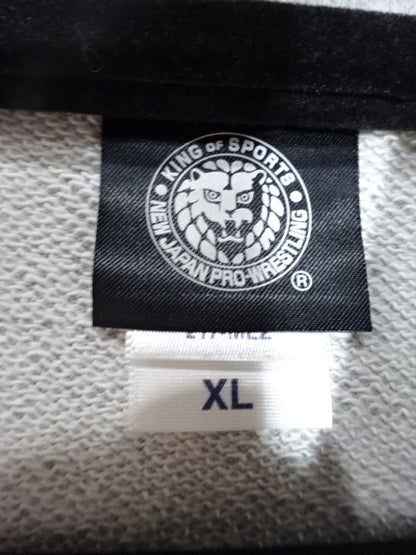 KING OF SPORTS
NEW JAPAN PRO-WRESTLING
®
XL